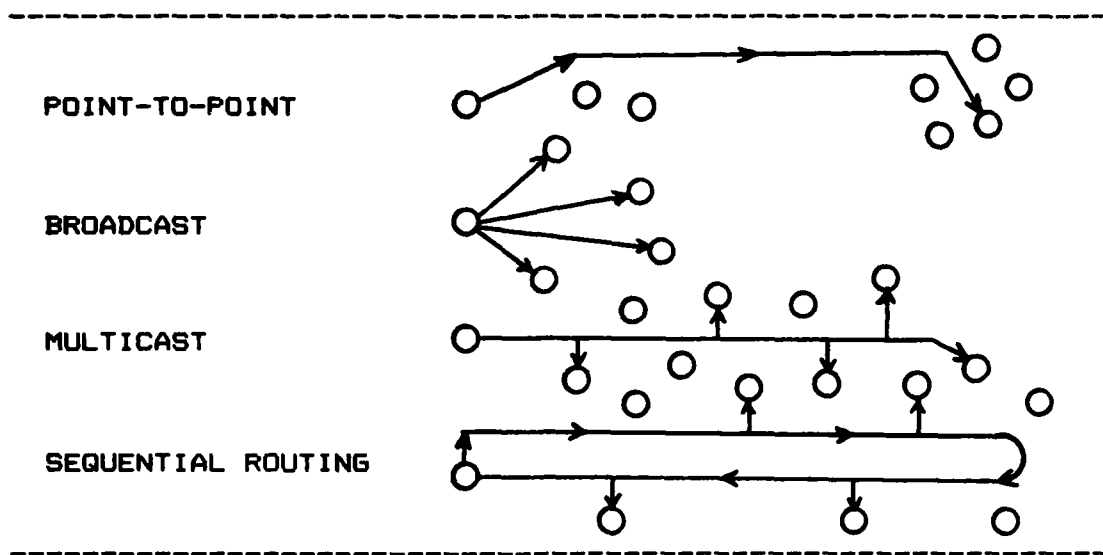 POINT-TO-POINT
BROADCAST
MULTICAST
SEQUENTIAL ROUTING